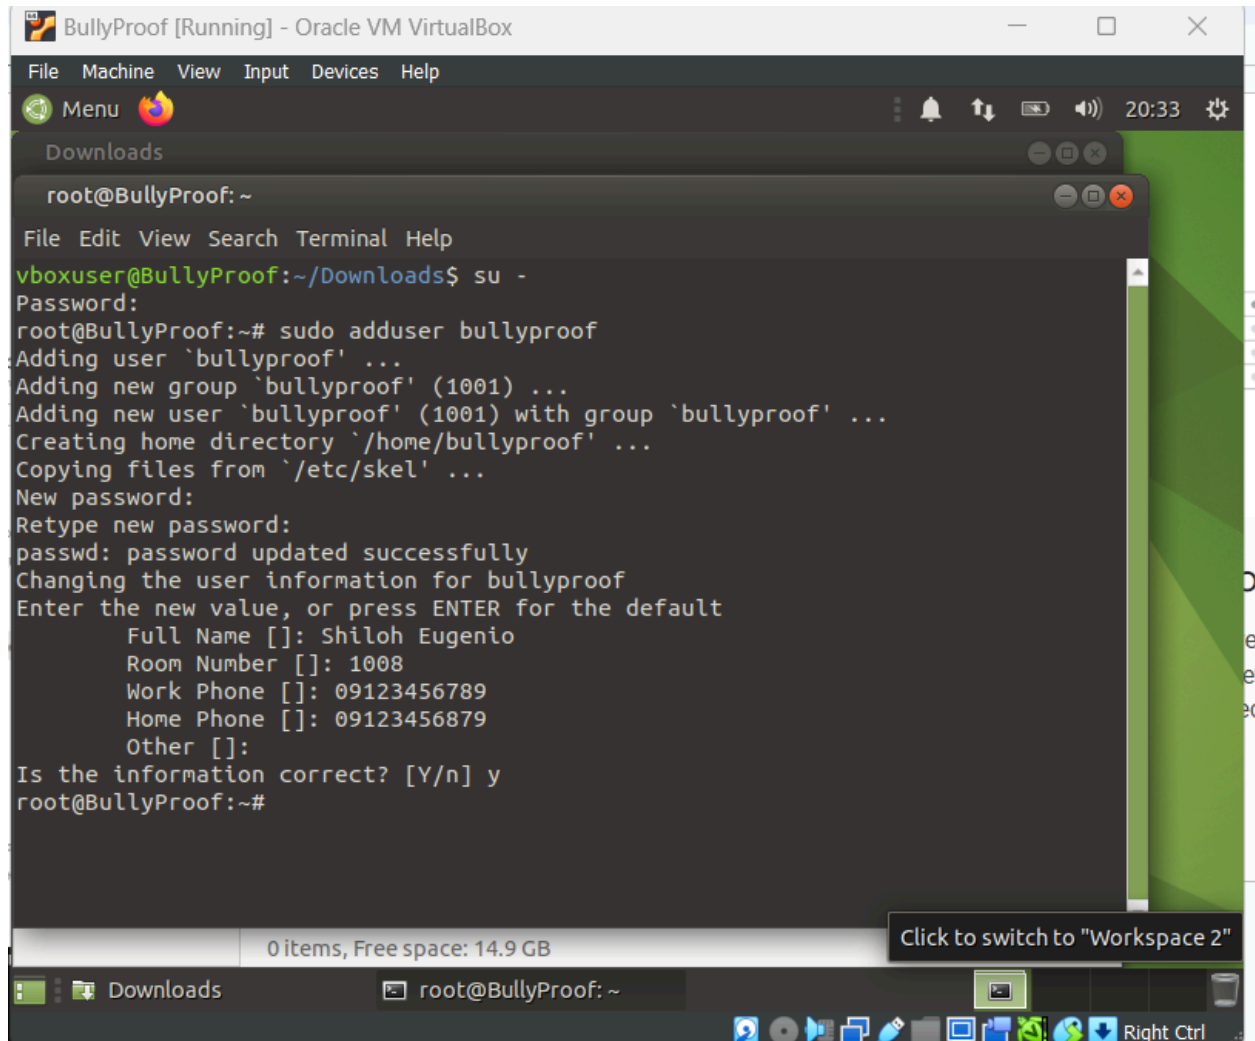 BullyProof [Running] - Oracle VM VirtualBox
File Machine View Input Devices Help
Menu 20:33
Downloads
root@BullyProof: ~
File Edit View Search Terminal Help
vboxuser@BullyProof:~/Downloads$ su -
Password:
root@BullyProof:~# sudo adduser bullyproof
Adding user `bullyproof' ...
Adding new group `bullyproof' (1001) ...
Adding new user `bullyproof' (1001) with group `bullyproof' ...
Creating home directory `/home/bullyproof' ...
Copying files from `/etc/skel' ...
New password:
Retype new password:
passwd: password updated successfully
Changing the user information for bullyproof
Enter the new value, or press ENTER for the default
Full Name []: Shiloh Eugenio
Room Number []: 1008
Work Phone []: 09123456789
Home Phone []: 09123456879
Other []:
Is the information correct? [Y/n] y
root@BullyProof:~#
Click to switch to "Workspace 2"
0 items, Free space: 14.9 GB
Downloads root@BullyProof: ~
Right Ctrl